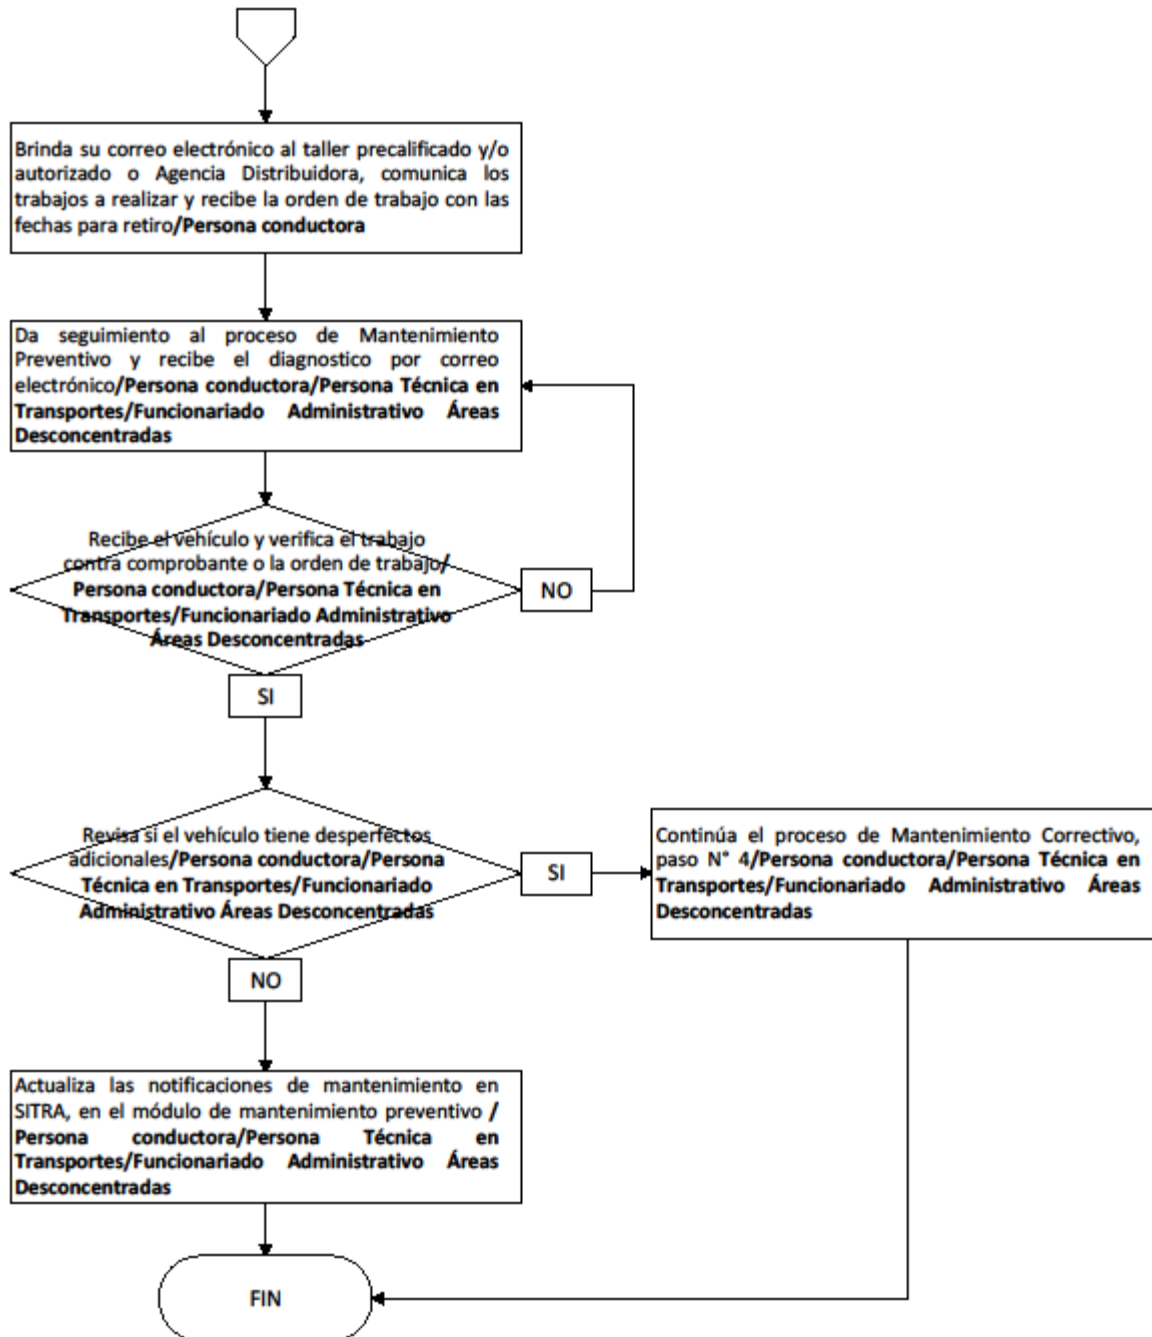 Brinda su correo electrónico al taller precalificado y/o
autorizado o Agencia Distribuidora, comunica los
trabajos a realizar y recibe la orden de trabajo con las
fechas para retiro/Persona conductora
Da seguimiento al proceso de Mantenimiento
Preventivo y recibe el diagnostico por correo
electrónico/Persona conductora/Persona Técnica en
Transportes/Funcionariado Administrativo Áreas
Desconcentradas
Recibe el vehículo y verifica el trabajo
contra comprobante o la orden de trabajo/
Persona conductora/Persona Técnica en
Transportes/Funcionariado Administrativo
Áreas Desconcentradas
NO
SI
Revisa si el vehículo tiene desperfectos
adicionales/Persona conductora/Persona
Técnica en Transportes/Funcionariado
Administrativo Áreas Desconcentradas
SI
Continúa el proceso de Mantenimiento Correctivo,
paso N° 4/Persona conductora/Persona Técnica en
Transportes/Funcionariado Administrativo Áreas
Desconcentradas
NO
Actualiza las notificaciones de mantenimiento en
SITRA, en el módulo de mantenimiento preventivo /
Persona conductora/Persona Técnica en
Transportes/Funcionariado Administrativo Áreas
Desconcentradas
FIN